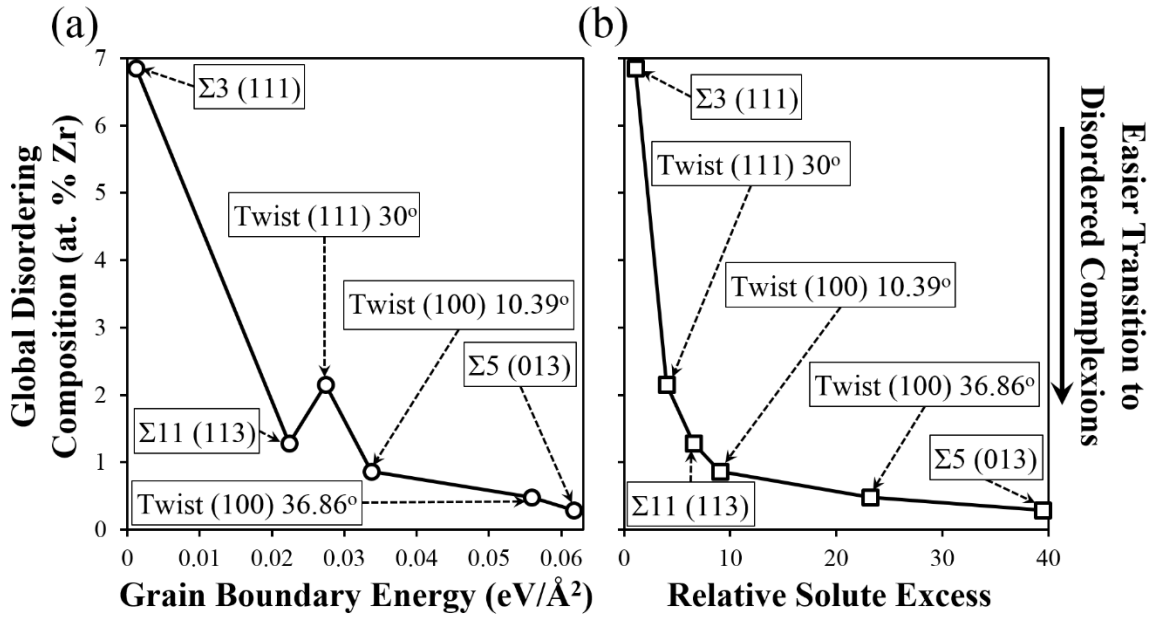 (a)
Global Disordering
Composition (at. % Zr)
7
6
5
4
3
2
1
0
Σ3 (111)
Twist (111) 30°
Twist (100) 10.39°
Σ5 (013)
Σ11 (113)
Twist (100) 36.86°
0 0.01 0.02 0.03 0.04 0.05 0.06
Grain Boundary Energy (eV/Å²)
(b)
Σ3 (111)
Twist (111) 30°
Twist (100) 10.39°
Twist (100) 36.86°
Σ5 (013)
Σ11 (113)
0 10 20 30 40
Relative Solute Excess
Easier Transition to
Disordered Complexions